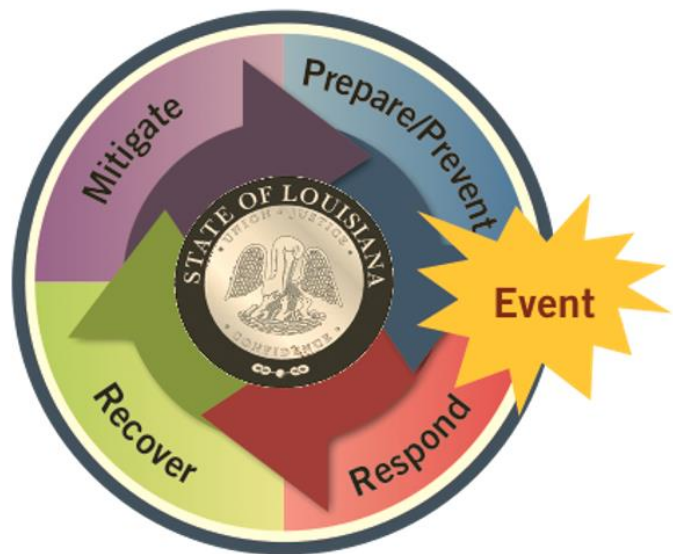 Mitigate
Prepare/Prevent
STATE OF LOUISIANA
UNION · JUSTICE
CONFIDENCE
Event
Recover
Respond